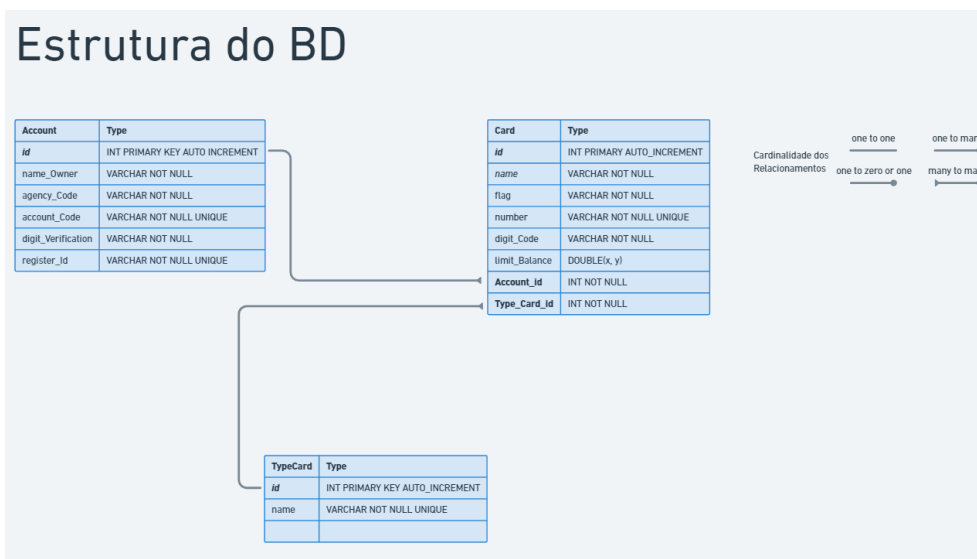 Estrutura do BD
Account Type
id INT PRIMARY KEY AUTO INCREMENT
name_Owner VARCHAR NOT NULL
agency_Code VARCHAR NOT NULL
account_Code VARCHAR NOT NULL UNIQUE
digit_Verification VARCHAR NOT NULL
register_Id VARCHAR NOT NULL UNIQUE
Card Type
id INT PRIMARY AUTO_INCREMENT
name VARCHAR NOT NULL
flag VARCHAR NOT NULL
number VARCHAR NOT NULL UNIQUE
digit_Code VARCHAR NOT NULL
limit_Balance DOUBLE(x, y)
Account_id INT NOT NULL
Type_Card_id INT NOT NULL
Cardinalidade dos
Relacionamentos
one to one one to man
one to zero or one many to ma
TypeCard Type
id INT PRIMARY KEY AUTO_INCREMENT
name VARCHAR NOT NULL UNIQUE